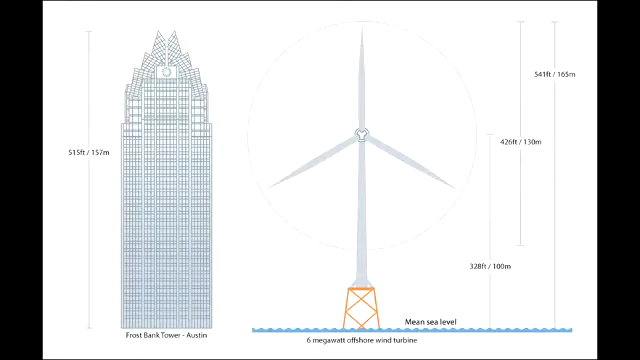 541ft / 165m
426ft / 130m
515ft / 157m
328ft / 100m
Mean sea level
Frost Bank Tower - Austin
6 megawatt offshore wind turbine